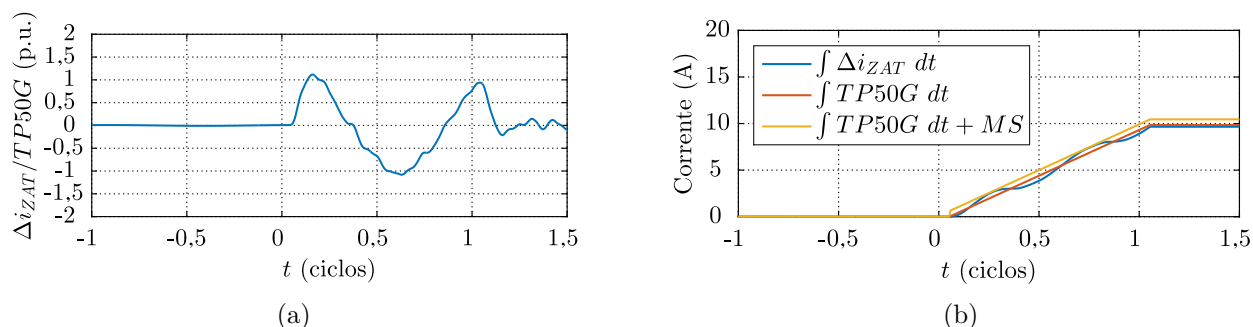 Δi_ZAT/TP50G (p.u.)
2
1,5
1
0,5
0
-0,5
-1
-1,5
-2
-1 -0,5 0 0,5 1 1,5
t (ciclos)
(a)
Corrente (A)
20
15
10
5
0
∫ Δi_ZAT dt
∫ TP50G dt
∫ TP50G dt + MS
-1 -0,5 0 0,5 1 1,5
t (ciclos)
(b)